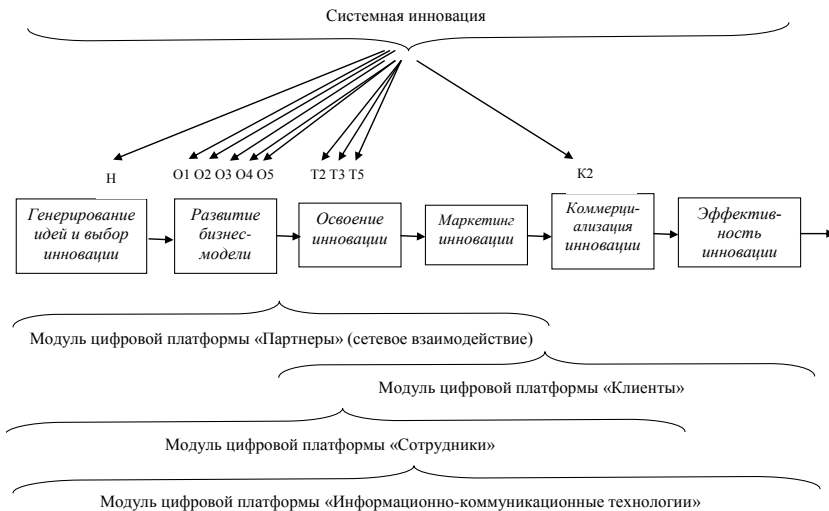 Системная инновация
Н
О1 О2 О3 О4 О5
Т2 Т3 Т5
К2
Генерирование
идей и выбор
инновации
Развитие
бизнес-
модели
Освоение
инновации
Маркетинг
инновации
Коммерци-
ализация
инновации
Эффектив-
ность
инновации
Модуль цифровой платформы «Партнеры» (сетевое взаимодействие)
Модуль цифровой платформы «Клиенты»
Модуль цифровой платформы «Сотрудники»
Модуль цифровой платформы «Информационно-коммуникационные технологии»